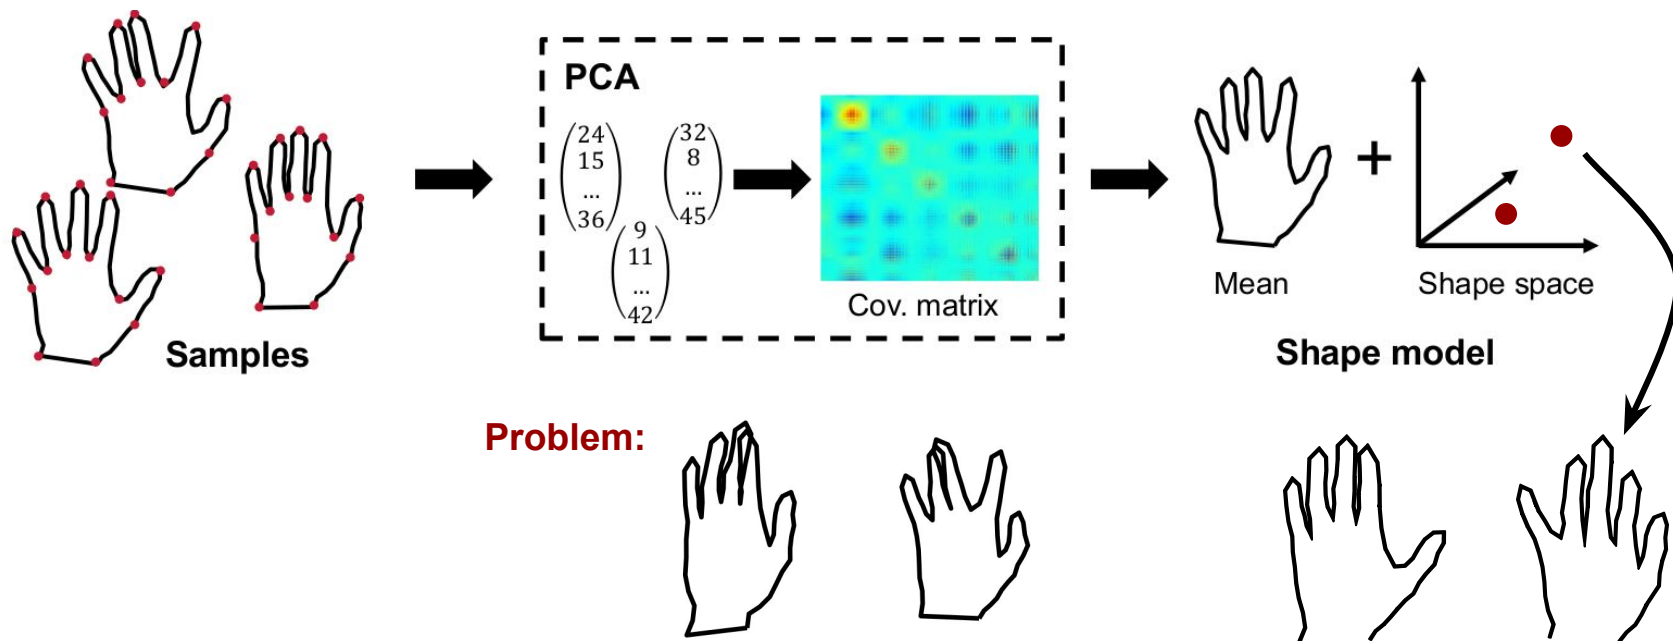 Samples
PCA
24
15
...
36
32
8
...
45
9
11
...
42
Cov. matrix
Mean
+
Shape space
Shape model
Problem: